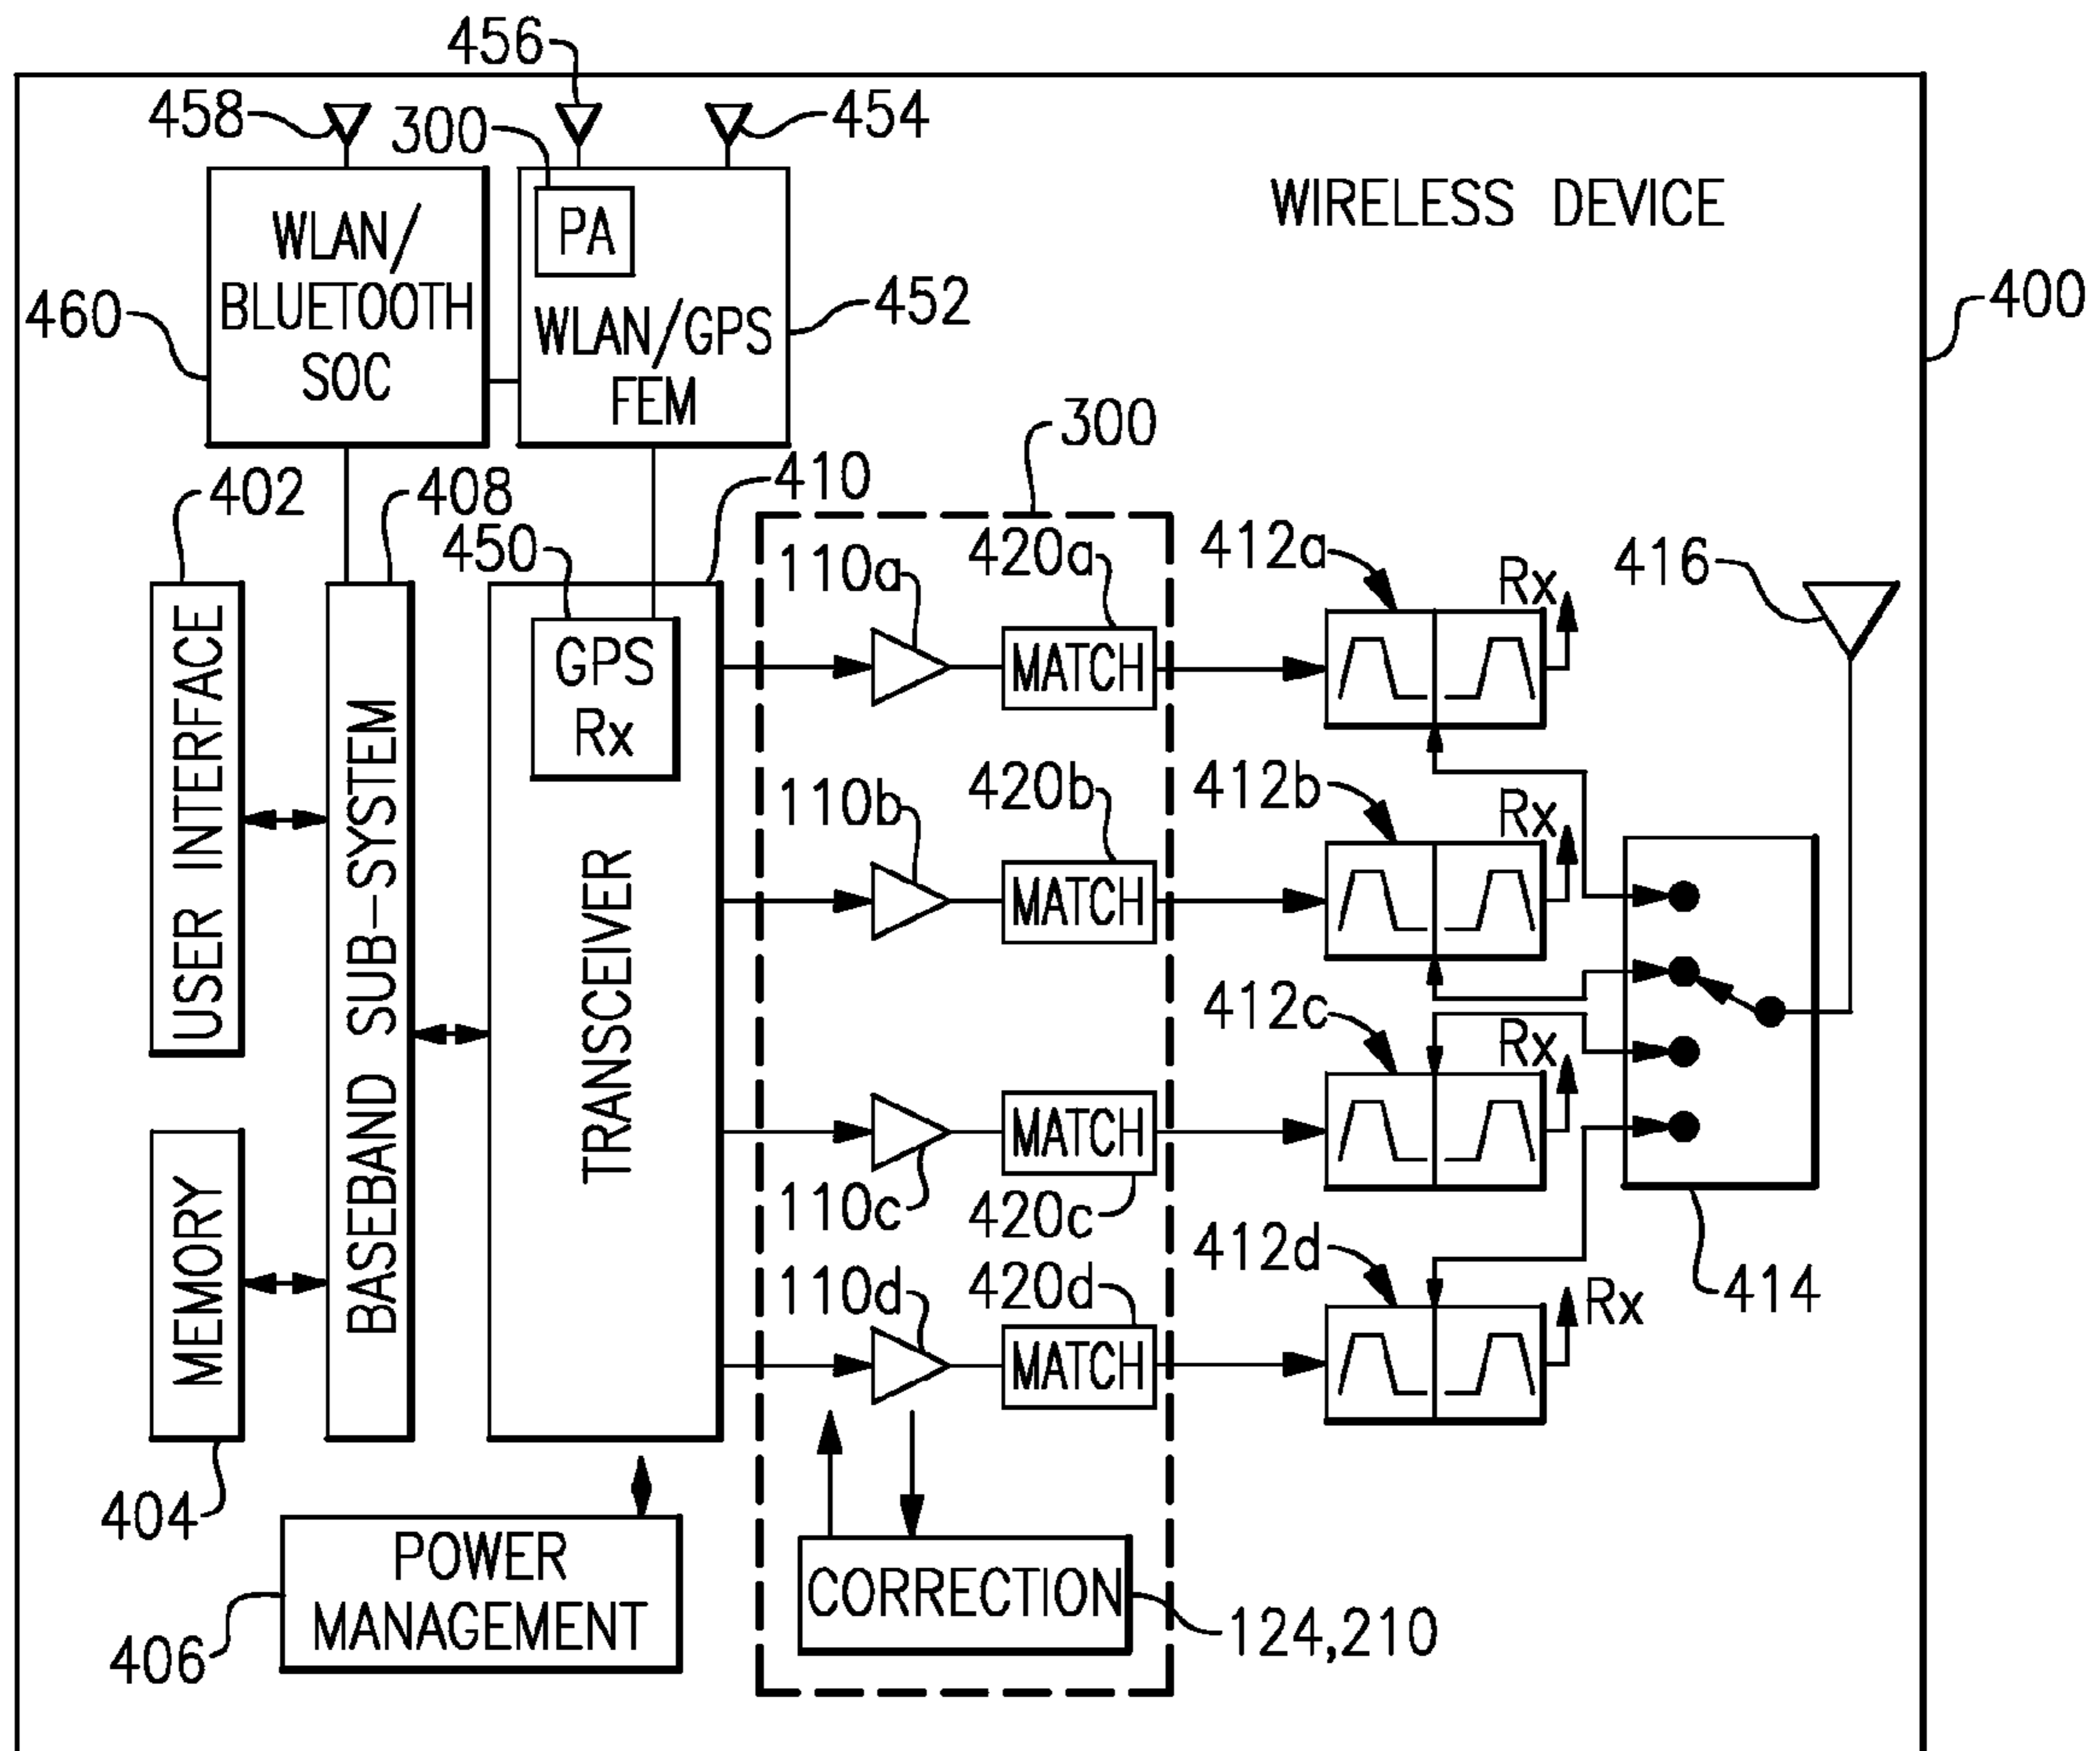 456
458
300
454
WIRELESS DEVICE
PA
WLAN/
BLUETOOTH
SOC
460
WLAN/GPS
FEM
452
400
300
402
408
410
450
110a
420a
412a
Rx
416
GPS
Rx
MATCH
USER INTERFACE
BASEBAND SUB-SYSTEM
TRANSCEIVER
110b
420b
412b
Rx
MATCH
412c
Rx
MATCH
110c
420c
MEMORY
110d
420d
412d
Rx
414
MATCH
404
POWER
MANAGEMENT
406
CORRECTION
124,210